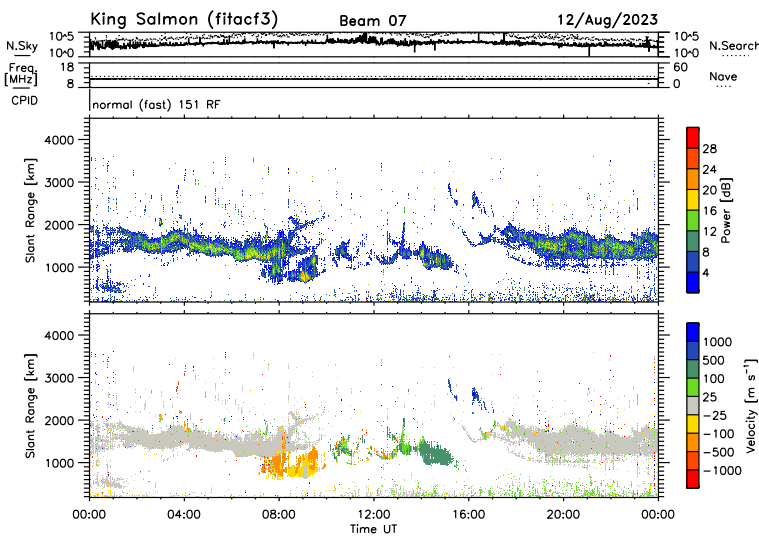 King Salmon (fitacf3) Beam 07 12/Aug/2023
N.Sky 10^5 10^0 10^5 10^0 N.Search
Freq [MHz] 18 8 60 0 Nave
CPID normal (fast) 151 RF
Slant Range [km] 4000 3000 2000 1000
Power [dB] 28 24 20 16 12 8 4
Slant Range [km] 4000 3000 2000 1000
Velocity [m s⁻¹] 1000 500 100 25 -25 -100 -500 -1000
00:00 04:00 08:00 12:00 16:00 20:00 00:00
Time UT